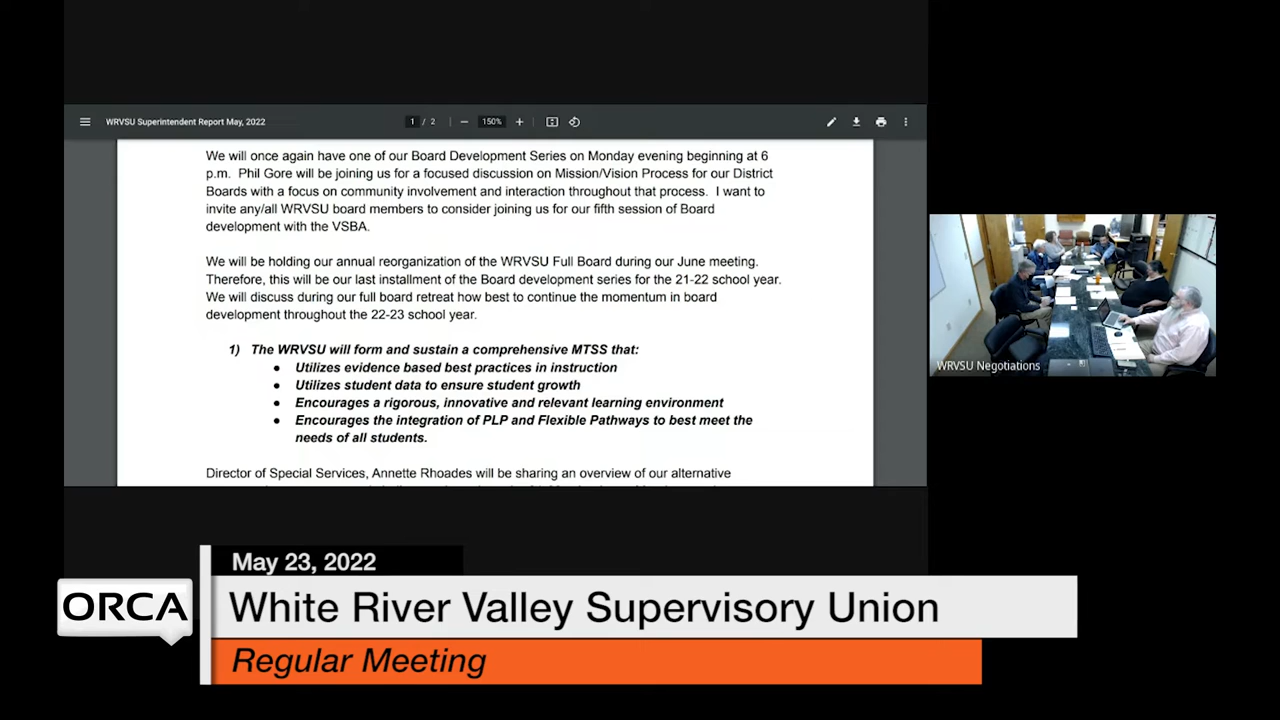 WRVSU Superintendent Report May, 2022
1 / 2
150%
We will once again have one of our Board Development Series on Monday evening beginning at 6
p.m. Phil Gore will be joining us for a focused discussion on Mission/Vision Process for our District
Boards with a focus on community involvement and interaction throughout that process. I want to
invite any/all WRVSU board members to consider joining us for our fifth session of Board
development with the VSBA.
We will be holding our annual reorganization of the WRVSU Full Board during our June meeting.
Therefore, this will be our last installment of the Board development series for the 21-22 school year.
We will discuss during our full board retreat how best to continue the momentum in board
development throughout the 22-23 school year.
1) The WRVSU will form and sustain a comprehensive MTSS that:
● Utilizes evidence based best practices in instruction
● Utilizes student data to ensure student growth
● Encourages a rigorous, innovative and relevant learning environment
● Encourages the integration of PLP and Flexible Pathways to best meet the
needs of all students.
Director of Special Services, Annette Rhoades will be sharing an overview of our alternative
WRVSU Negotiations
May 23, 2022
ORCA
White River Valley Supervisory Union
Regular Meeting